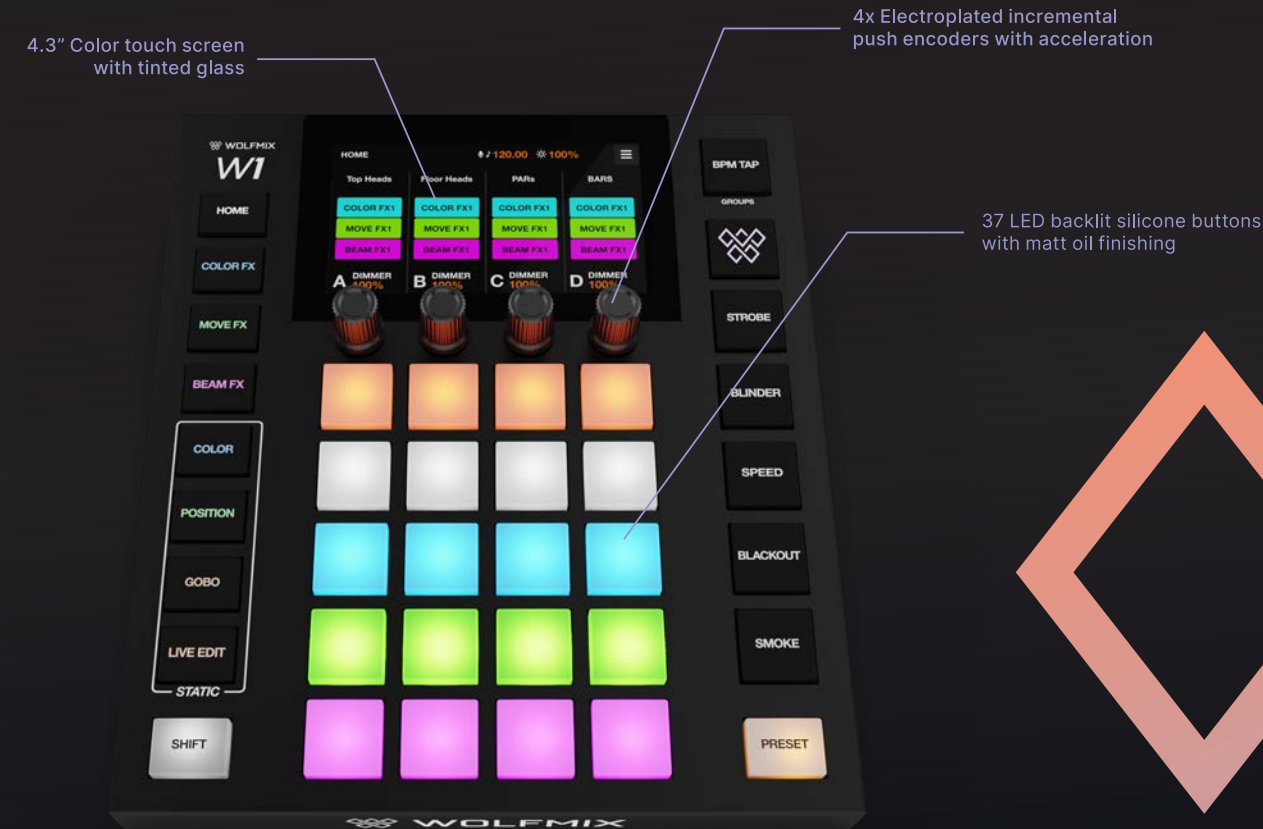 4.3” Color touch screen
with tinted glass
4x Electroplated incremental
push encoders with acceleration
37 LED backlit silicone buttons
with matt oil finishing
WOLFMIX
W1
HOME
COLOR FX
MOVE FX
BEAM FX
COLOR
POSITION
GOBO
LIVE EDIT
STATIC
SHIFT
HOME 120.00 100%
Top Heads Floor Heads PARs BARS
COLOR FX1 COLOR FX1 COLOR FX1 COLOR FX1
MOVE FX1 MOVE FX1 MOVE FX1 MOVE FX1
BEAM FX1 BEAM FX1 BEAM FX1 BEAM FX1
A DIMMER B DIMMER C DIMMER D DIMMER
100% 100% 100% 100%
BPM TAP
GROUPS
STROBE
BLINDER
SPEED
BLACKOUT
SMOKE
PRESET
WOLFMIX